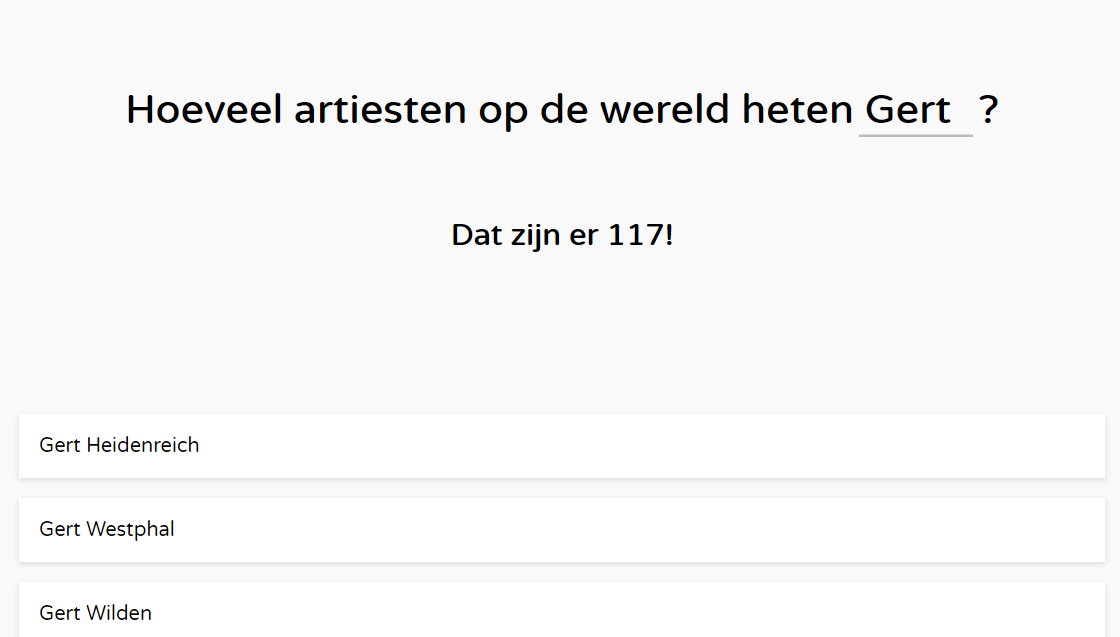 Hoeveel artiesten op de wereld heten Gert ?
Dat zijn er 117!
Gert Heidenreich
Gert Westphal
Gert Wilden